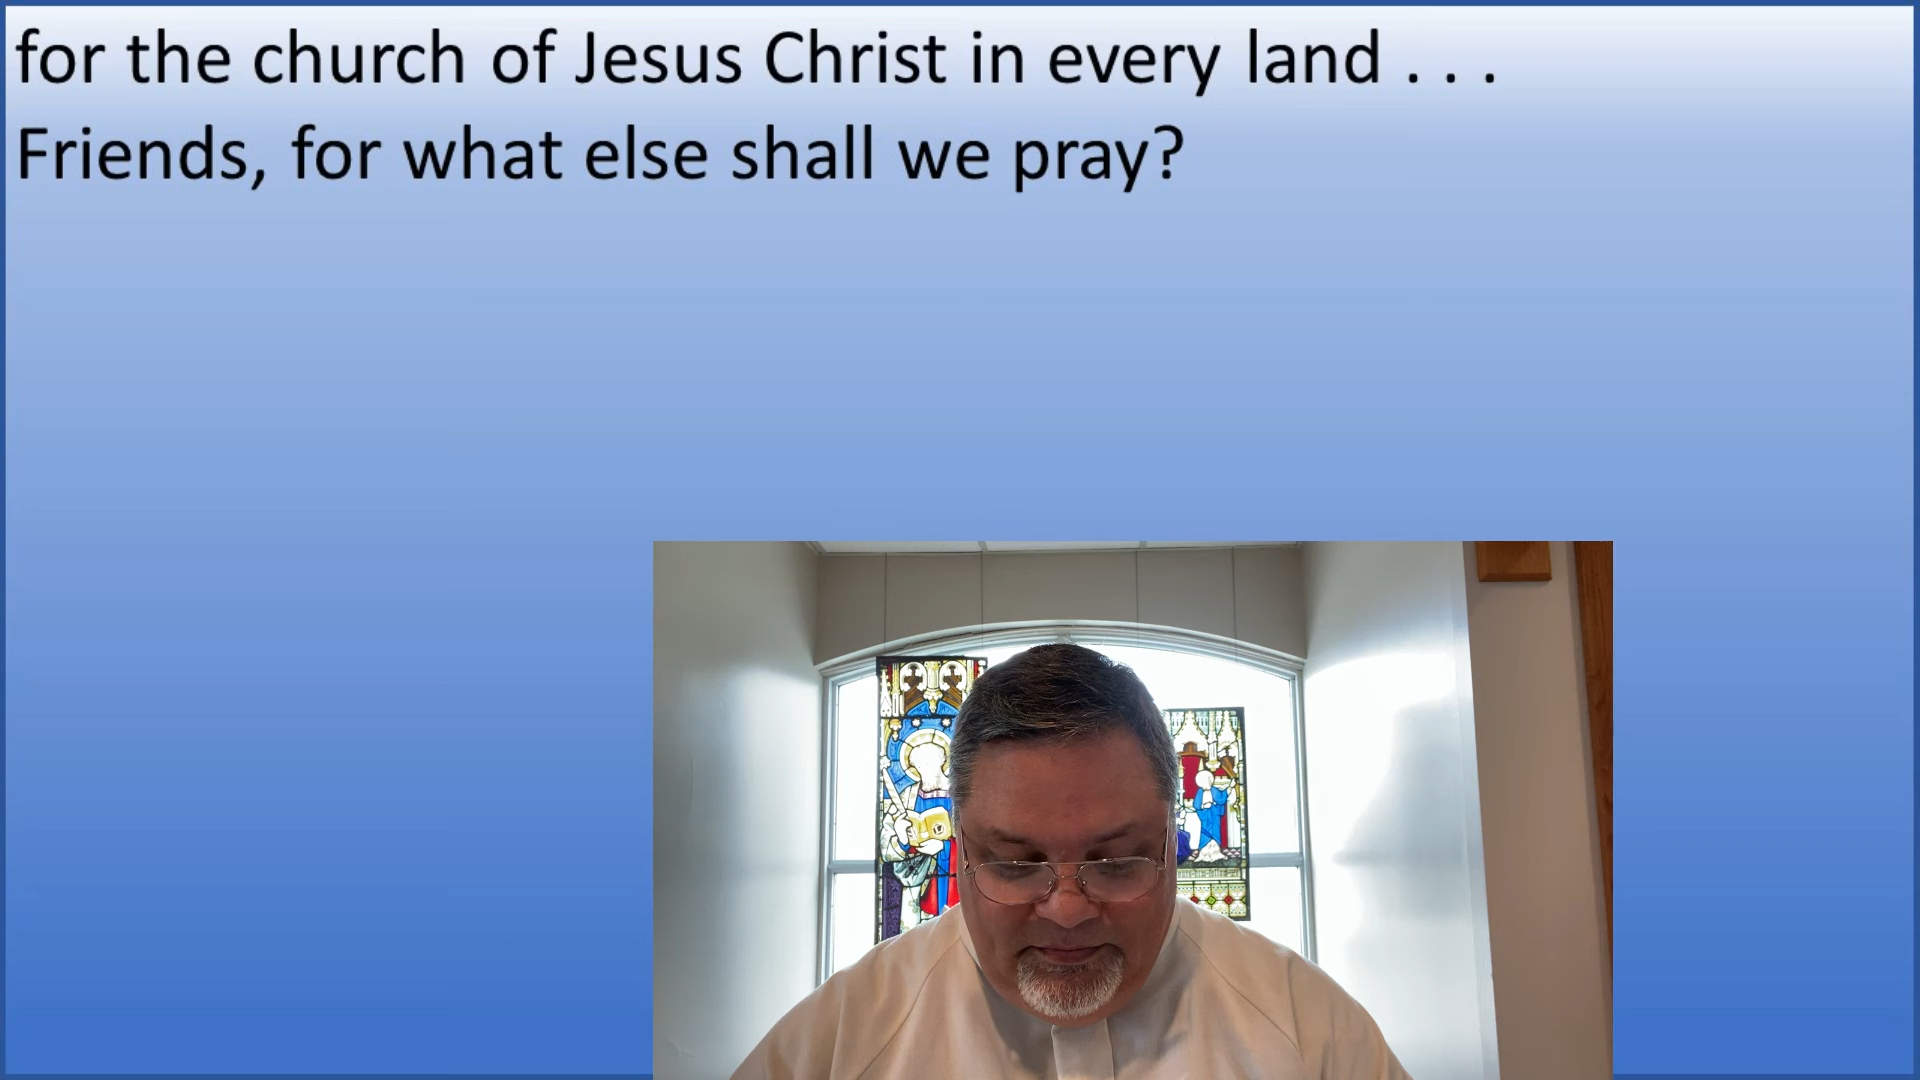 for the church of Jesus Christ in every land . . .
Friends, for what else shall we pray?